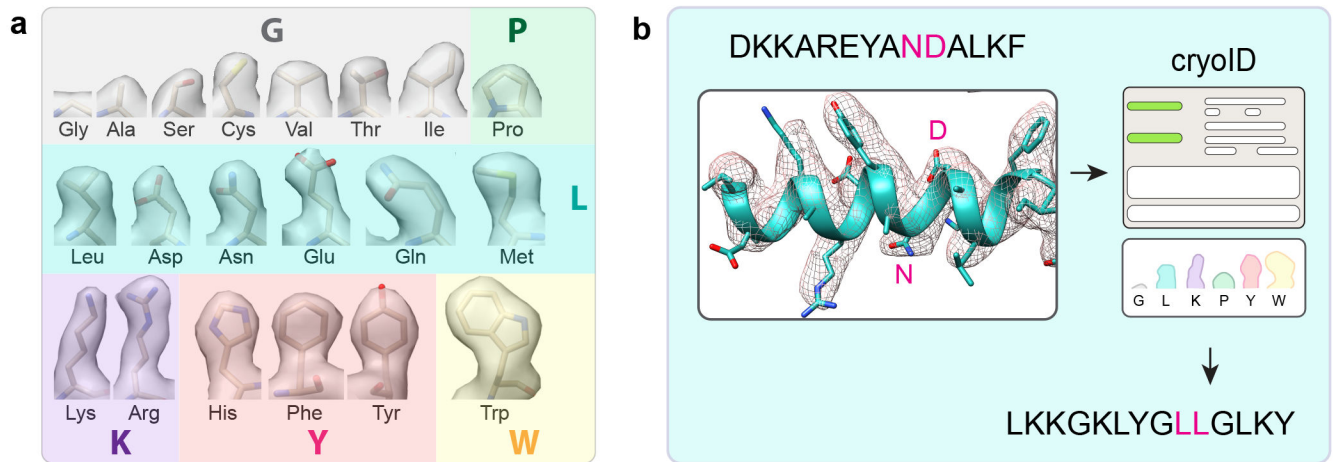 a
G
P
Gly Ala Ser Cys Val Thr Ile Pro
L
Leu Asp Asn Glu Gln Met
Lys Arg His Phe Tyr Trp
K Y W
b
DKKAREYANDALKF
cryoID
D
N
G L K P Y W
LKKGKLYGLLGLKY